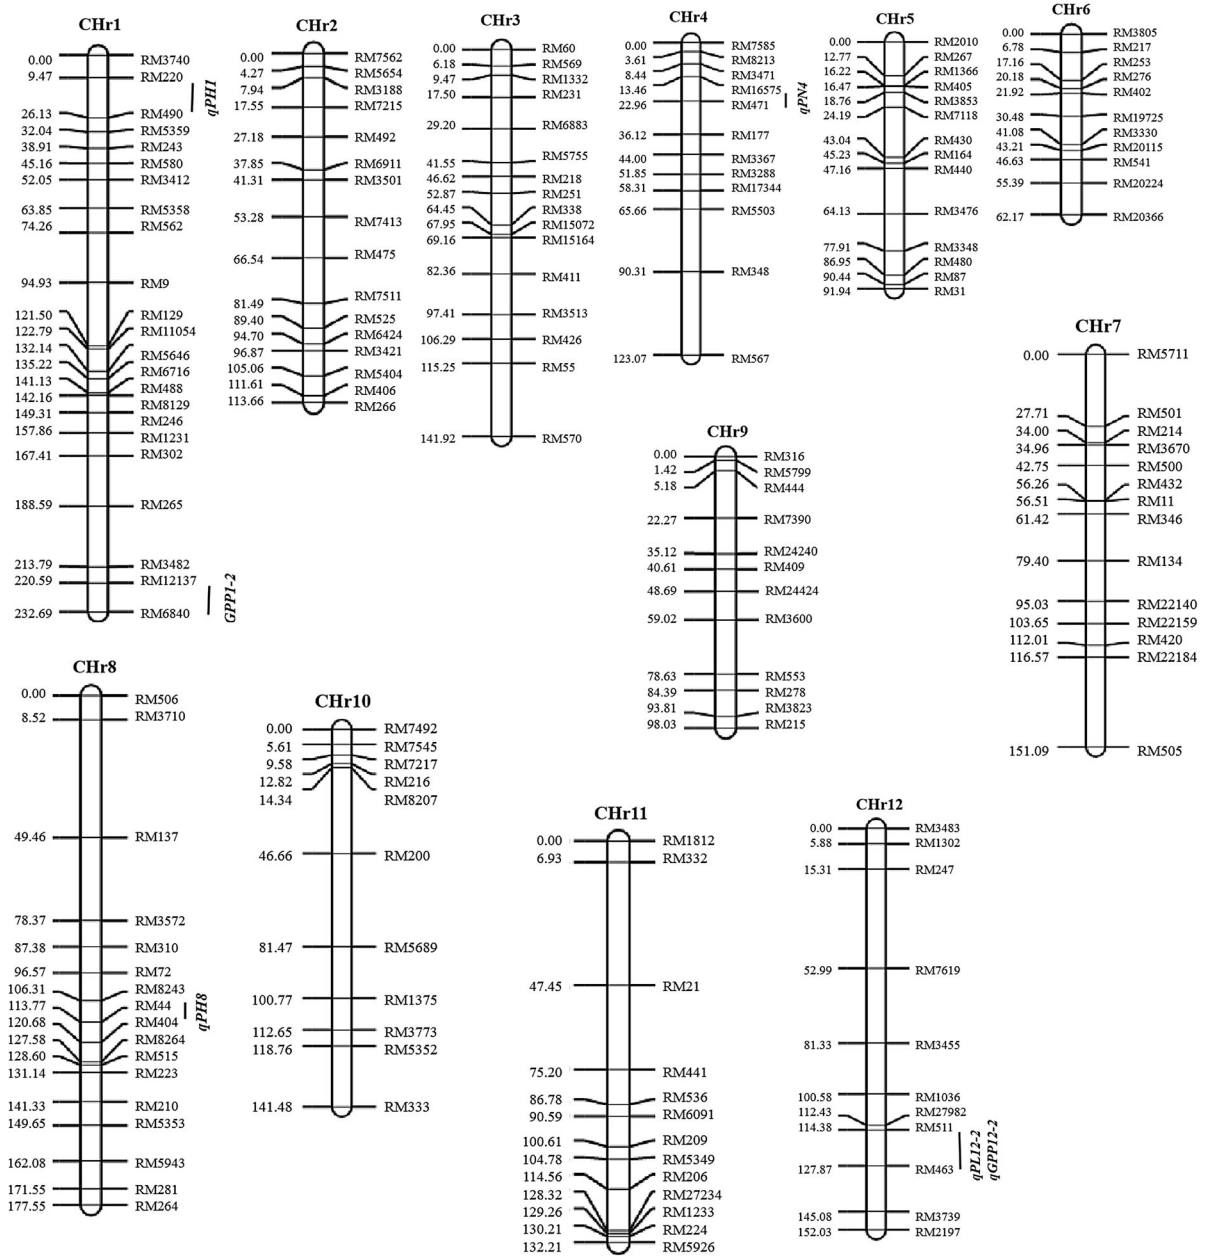 CHr1
0.00 RM3740
9.47 RM220
26.13 RM490
32.04 RM5359
38.91 RM243
45.16 RM580
52.05 RM3412
63.85 RM5358
74.26 RM562
94.93 RM9
121.50 RM129
122.79 RM11054
132.14 RM5646
135.22 RM6716
141.13 RM488
142.16 RM8129
149.31 RM246
157.86 RM1231
167.41 RM302
188.59 RM265
213.79 RM3482
220.59 RM12137
232.69 RM6840
qPH1
GPP1-2
CHr2
0.00 RM7562
4.27 RM5654
7.94 RM3188
17.55 RM7215
27.18 RM492
37.85 RM6911
41.31 RM3501
53.28 RM7413
66.54 RM475
81.49 RM7511
89.40 RM525
94.70 RM6424
96.87 RM3421
105.06 RM5404
111.61 RM406
113.66 RM266
CHr3
0.00 RM60
6.18 RM569
9.47 RM1332
17.50 RM231
29.20 RM6883
41.55 RM5755
46.62 RM218
52.87 RM251
64.45 RM338
67.95 RM15072
69.16 RM15164
82.36 RM411
97.41 RM3513
106.29 RM426
115.25 RM55
141.92 RM570
CHr4
0.00 RM7585
3.61 RM8213
8.44 RM3471
13.46 RM16575
22.96 RM471
36.12 RM177
44.00 RM3367
51.85 RM3288
58.31 RM17344
65.66 RM5503
90.31 RM348
123.07 RM567
qPN4
CHr5
0.00 RM2010
12.77 RM267
16.22 RM1366
16.47 RM405
18.76 RM3853
24.19 RM7118
43.04 RM430
45.23 RM164
47.16 RM440
64.13 RM3476
77.91 RM3348
86.95 RM480
90.44 RM87
91.94 RM31
CHr6
0.00 RM3805
6.78 RM217
17.16 RM253
20.18 RM276
21.92 RM402
30.48 RM19725
41.08 RM3330
43.21 RM20115
46.63 RM541
55.39 RM20224
62.17 RM20366
CHr7
0.00 RM5711
27.71 RM501
34.00 RM214
34.96 RM3670
42.75 RM500
56.26 RM432
56.51 RM11
61.42 RM346
79.40 RM134
95.03 RM22140
103.65 RM22159
112.01 RM420
116.57 RM22184
151.09 RM505
CHr8
0.00 RM506
8.52 RM3710
49.46 RM137
78.37 RM3572
87.38 RM310
96.57 RM72
106.31 RM8243
113.77 RM44
120.68 RM404
127.58 RM8264
128.60 RM515
131.14 RM223
141.33 RM210
149.65 RM5353
162.08 RM5943
171.55 RM281
177.55 RM264
qPH8
CHr9
0.00 RM316
1.42 RM5799
5.18 RM444
22.27 RM7390
35.12 RM24240
40.61 RM409
48.69 RM24424
59.02 RM3600
78.63 RM553
84.39 RM278
93.81 RM3823
98.03 RM215
CHr10
0.00 RM7492
5.61 RM7545
9.58 RM7217
12.82 RM216
14.34 RM8207
46.66 RM200
81.47 RM5689
100.77 RM1375
112.65 RM3773
118.76 RM5352
141.48 RM333
CHr11
0.00 RM1812
6.93 RM332
47.45 RM21
75.20 RM441
86.78 RM536
90.59 RM6091
100.61 RM209
104.78 RM5349
114.56 RM206
128.32 RM27234
129.26 RM1233
130.21 RM224
132.21 RM5926
CHr12
0.00 RM3483
5.88 RM1302
15.31 RM247
52.99 RM7619
81.33 RM3455
100.58 RM1036
112.43 RM27982
114.38 RM511
127.87 RM463
145.08 RM3739
152.03 RM2197
qPL12-2
qGPP12-2